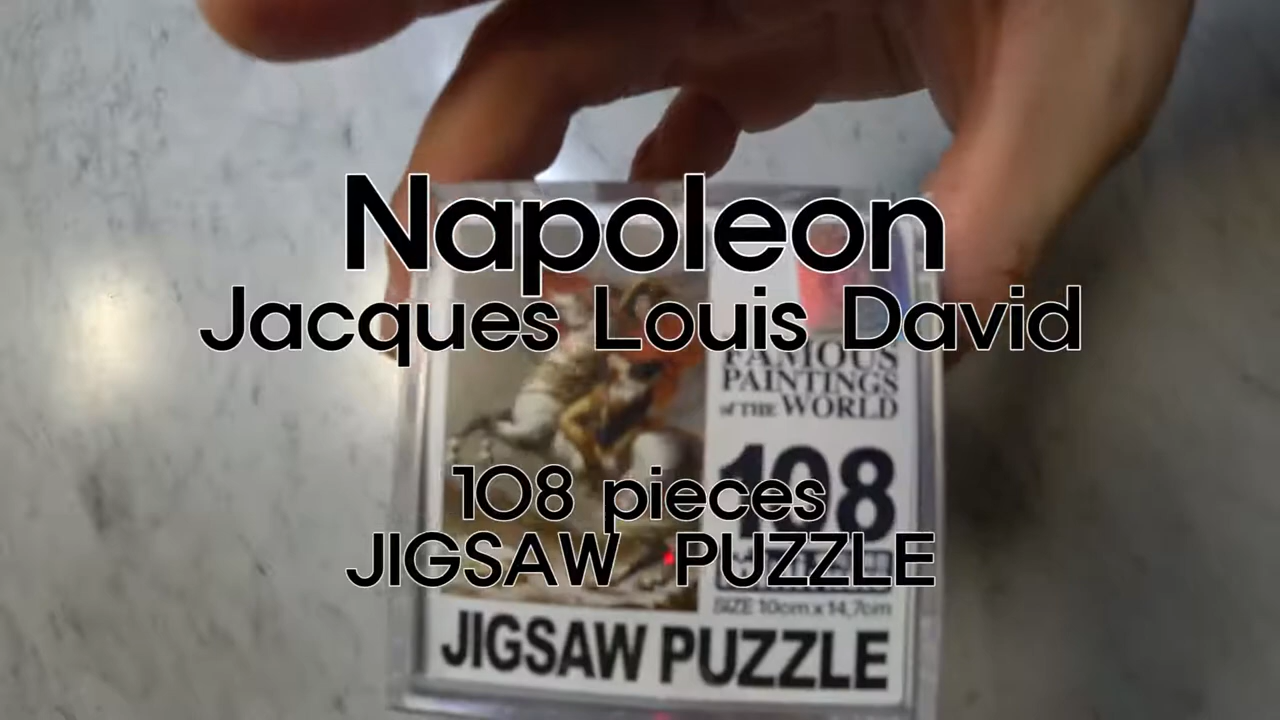 Napoleon
Jacques Louis David
FAMOUS
PAINTINGS
of THE WORLD
108
108 pieces
JIGSAW PUZZLE
SIZE 10cm x 14,7cm
JIGSAW PUZZLE